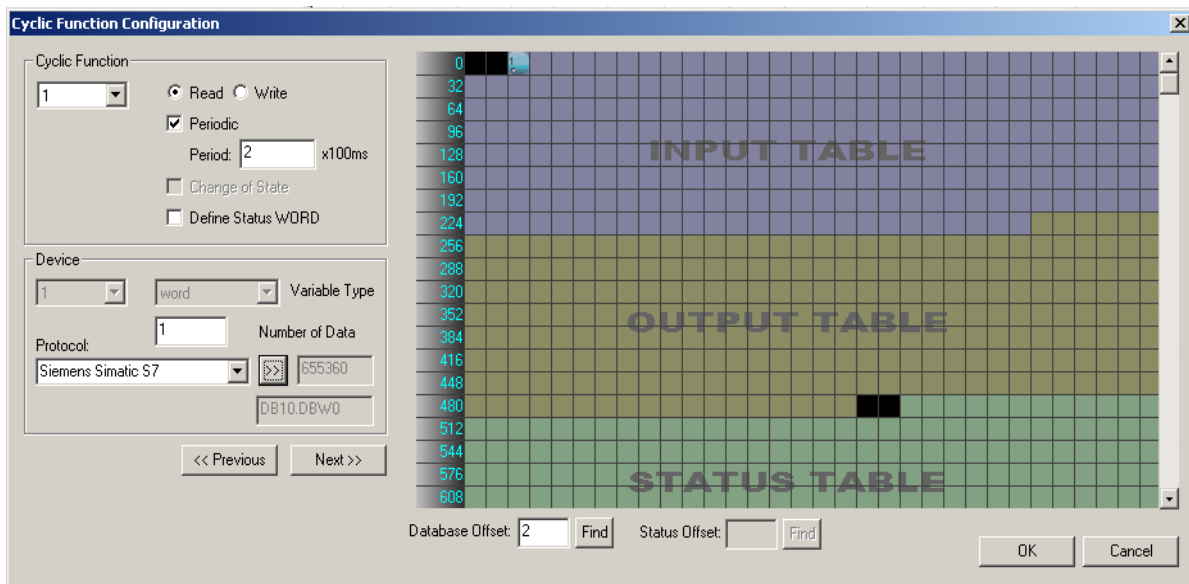 Cyclic Function Configuration
Cyclic Function
1
Read Write
Periodic
Period: 2 x100ms
Change of State
Define Status WORD
Device
1 word Variable Type
1 Number of Data
Protocol:
Siemens Simatic S7 >> 655360
DB10.DBW0
<< Previous Next >>
0 1
32
64
96
128 INPUT TABLE
160
192
224
256
288
320
352 OUTPUT TABLE
384
416
448
480
512
544
576 STATUS TABLE
608
Database Offset: 2 Find Status Offset: Find
OK Cancel